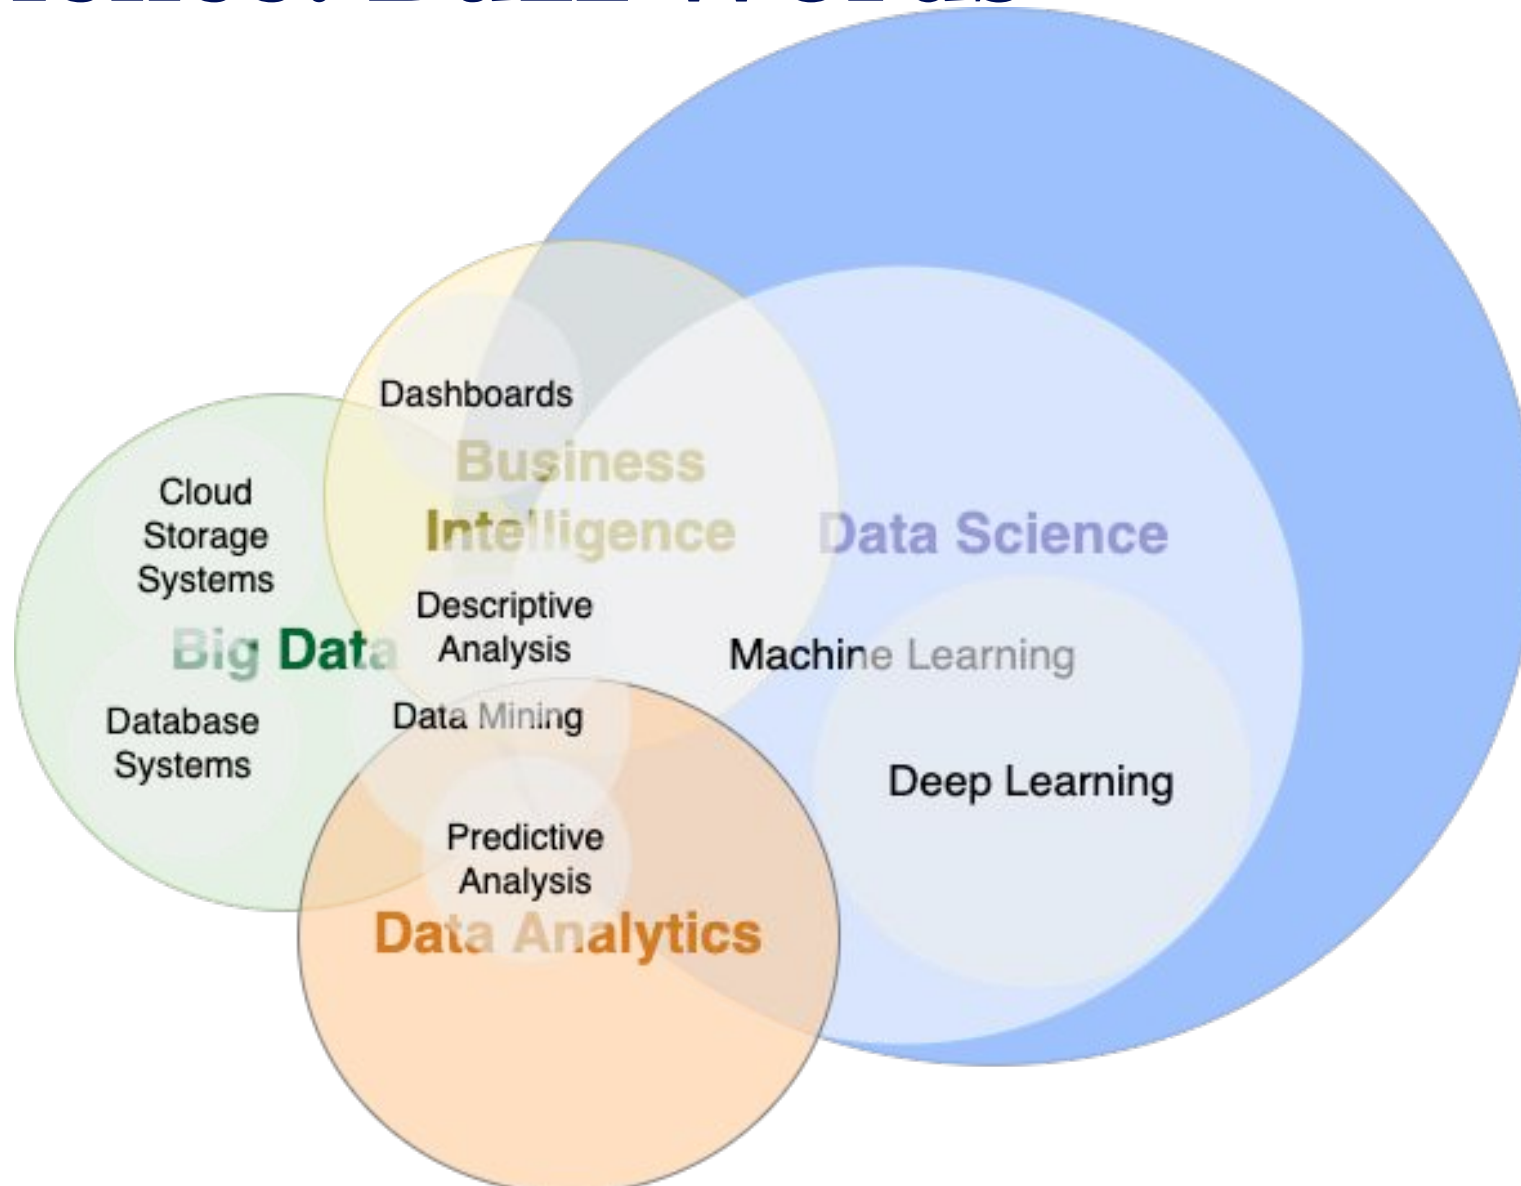 Dashboards
Business
Intelligence
Cloud
Storage
Systems
Data Science
Descriptive
Analysis
Big Data
Machine Learning
Database
Systems
Data Mining
Deep Learning
Predictive
Analysis
Data Analytics